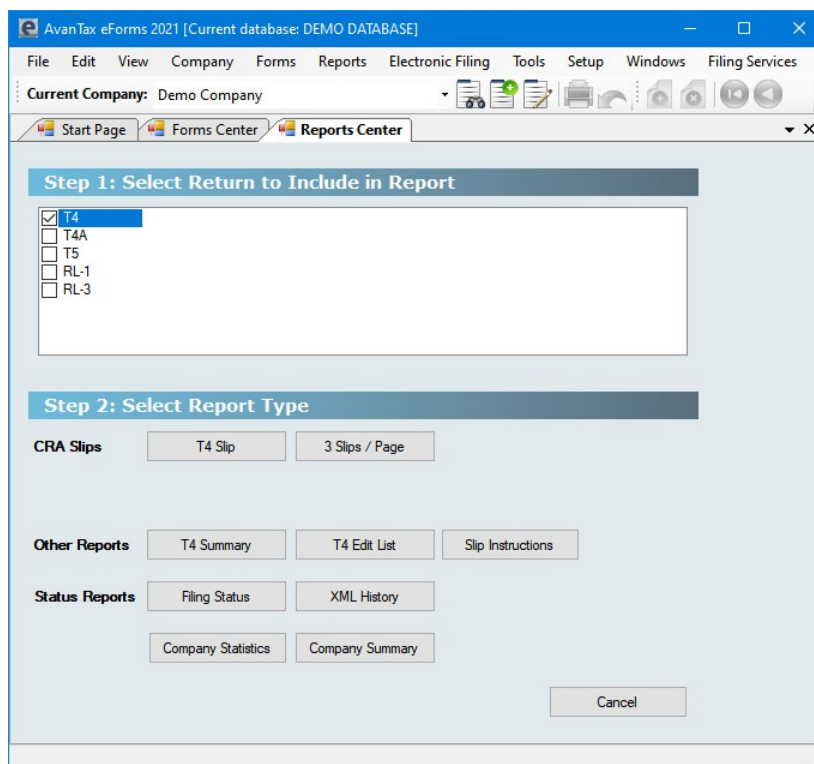 AvanTax eForms 2021 [Current database: DEMO DATABASE]
File Edit View Company Forms Reports Electronic Filing Tools Setup Windows Filing Services
Current Company: Demo Company
Start Page Forms Center Reports Center
Step 1: Select Return to Include in Report
T4
T4A
T5
RL-1
RL-3
Step 2: Select Report Type
CRA Slips T4 Slip 3 Slips / Page
Other Reports T4 Summary T4 Edit List Slip Instructions
Status Reports Filing Status XML History
Company Statistics Company Summary
Cancel